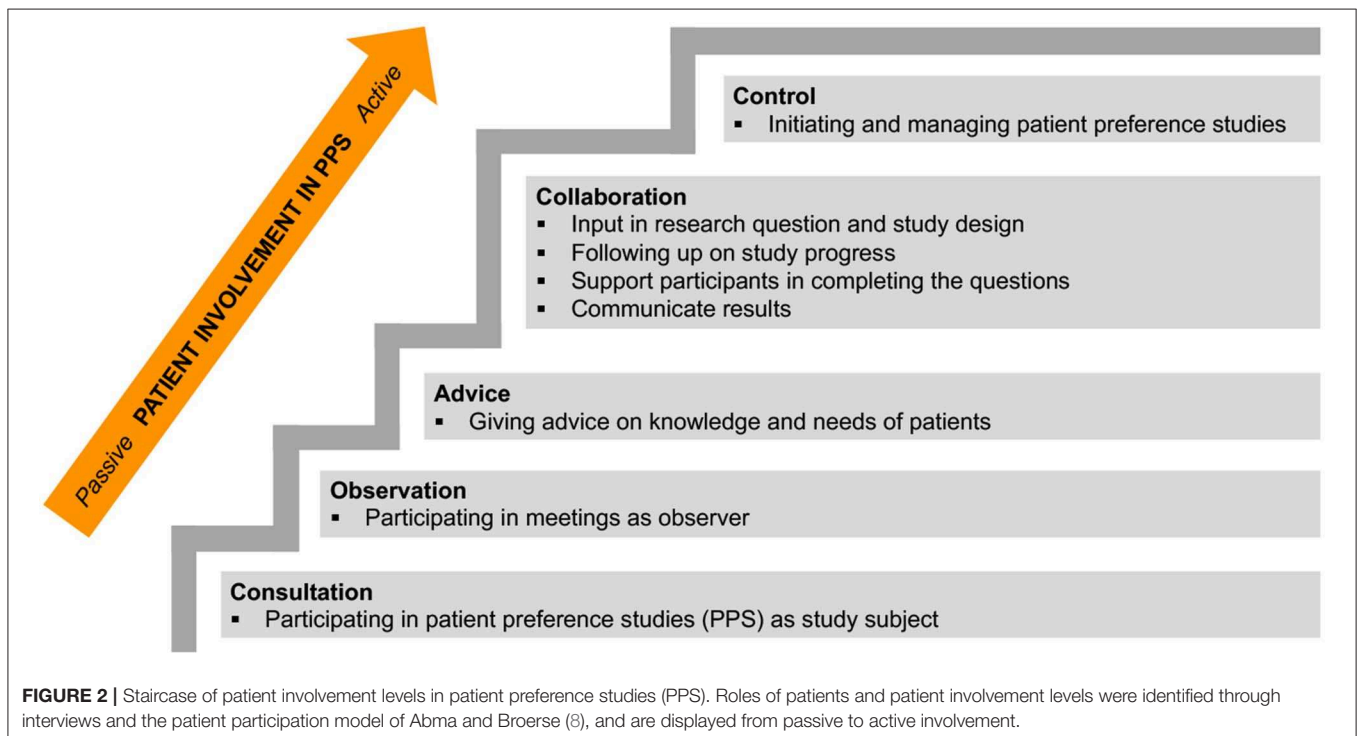 Passive PATIENT INVOLVEMENT IN PPS Active
Control
▪ Initiating and managing patient preference studies
Collaboration
▪ Input in research question and study design
▪ Following up on study progress
▪ Support participants in completing the questions
▪ Communicate results
Advice
▪ Giving advice on knowledge and needs of patients
Observation
▪ Participating in meetings as observer
Consultation
▪ Participating in patient preference studies (PPS) as study subject
FIGURE 2 | Staircase of patient involvement levels in patient preference studies (PPS). Roles of patients and patient involvement levels were identified through
interviews and the patient participation model of Abma and Broerse (8), and are displayed from passive to active involvement.